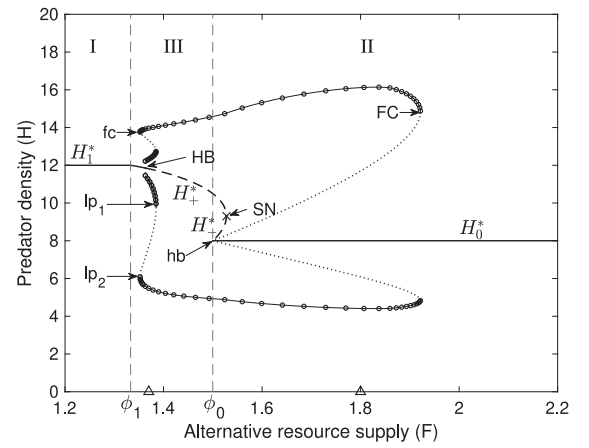 20
18
16
14
12
10
8
6
4
2
0
Predator density (H)
I
III
II
fc
FC
H*1
HB
H*+
lp1
SN
H*+
H*0
hb
lp2
1.2
ϕ1
1.4
ϕ0
1.6
1.8
2
2.2
Alternative resource supply (F)